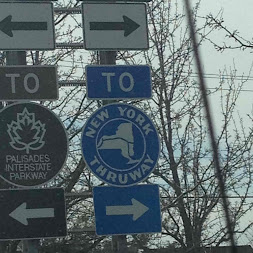 TO
PALISADES
INTERSTATE
PARKWAY
TO
NEW YORK
THRUWAY